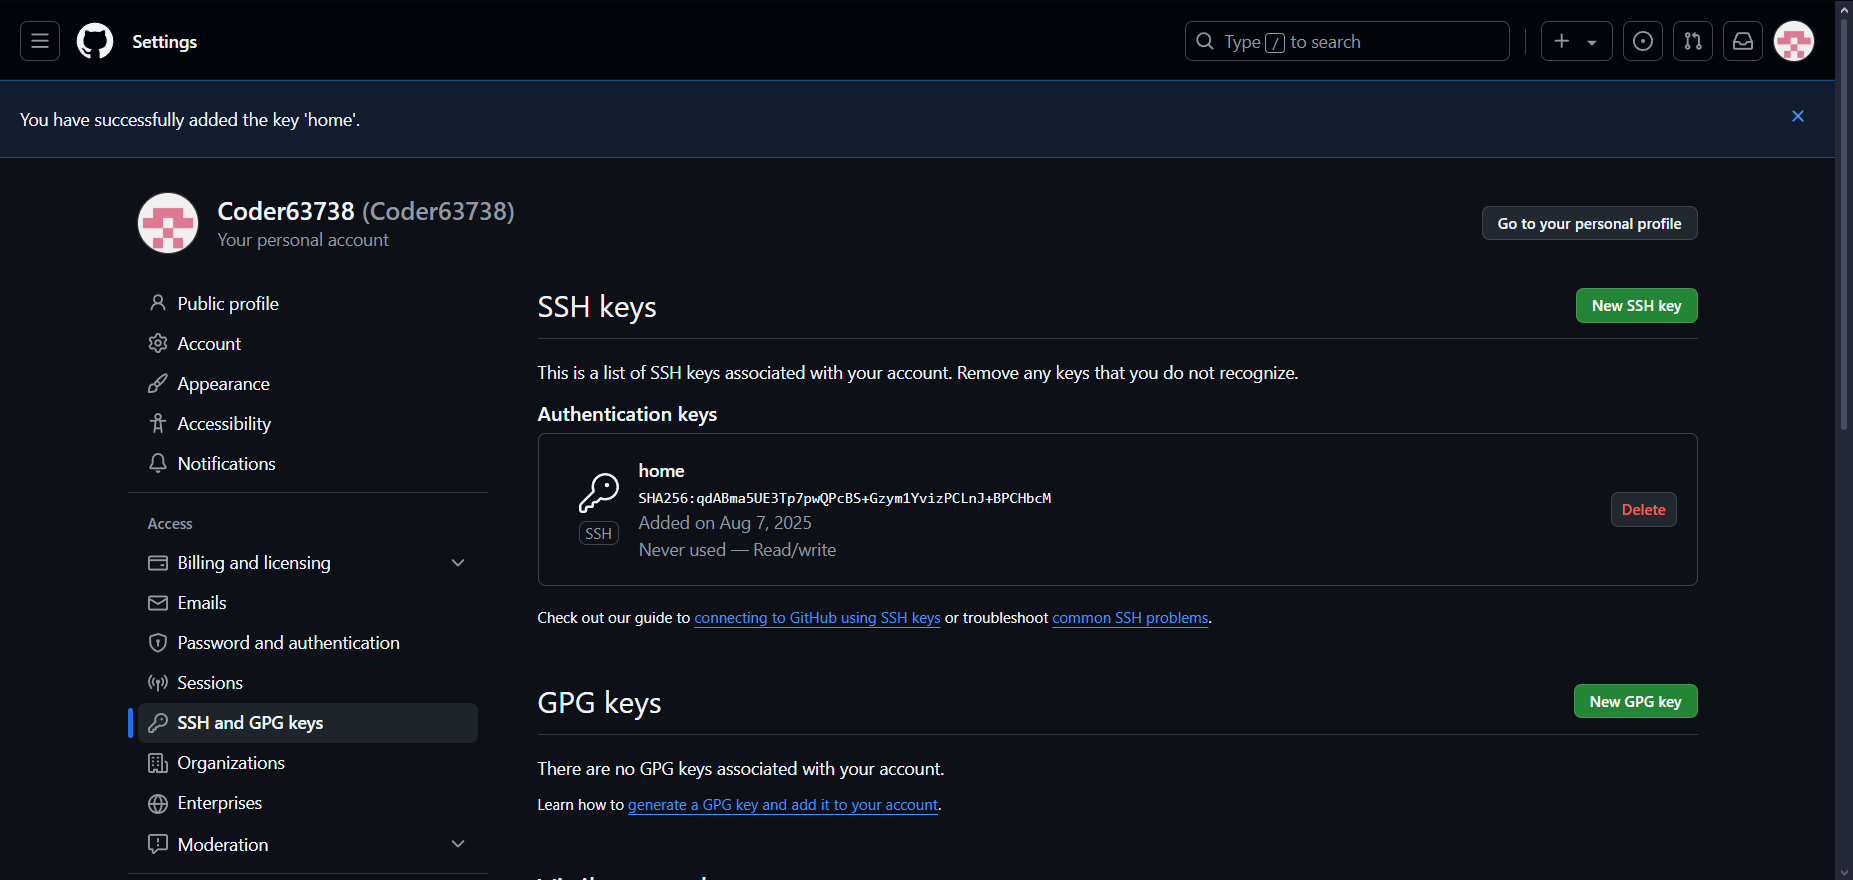 Settings
Type / to search
You have successfully added the key 'home'.
Coder63738 (Coder63738)
Your personal account
Go to your personal profile
Public profile
Account
Appearance
Accessibility
Notifications
Access
Billing and licensing
Emails
Password and authentication
Sessions
SSH and GPG keys
Organizations
Enterprises
Moderation
SSH keys
New SSH key
This is a list of SSH keys associated with your account. Remove any keys that you do not recognize.
Authentication keys
home
SHA256:qdABma5UE3Tp7pwQPcBS+Gzym1YvizPCLnJ+BPCHbcM
Added on Aug 7, 2025
Never used — Read/write
SSH
Delete
Check out our guide to connecting to GitHub using SSH keys or troubleshoot common SSH problems.
GPG keys
New GPG key
There are no GPG keys associated with your account.
Learn how to generate a GPG key and add it to your account.